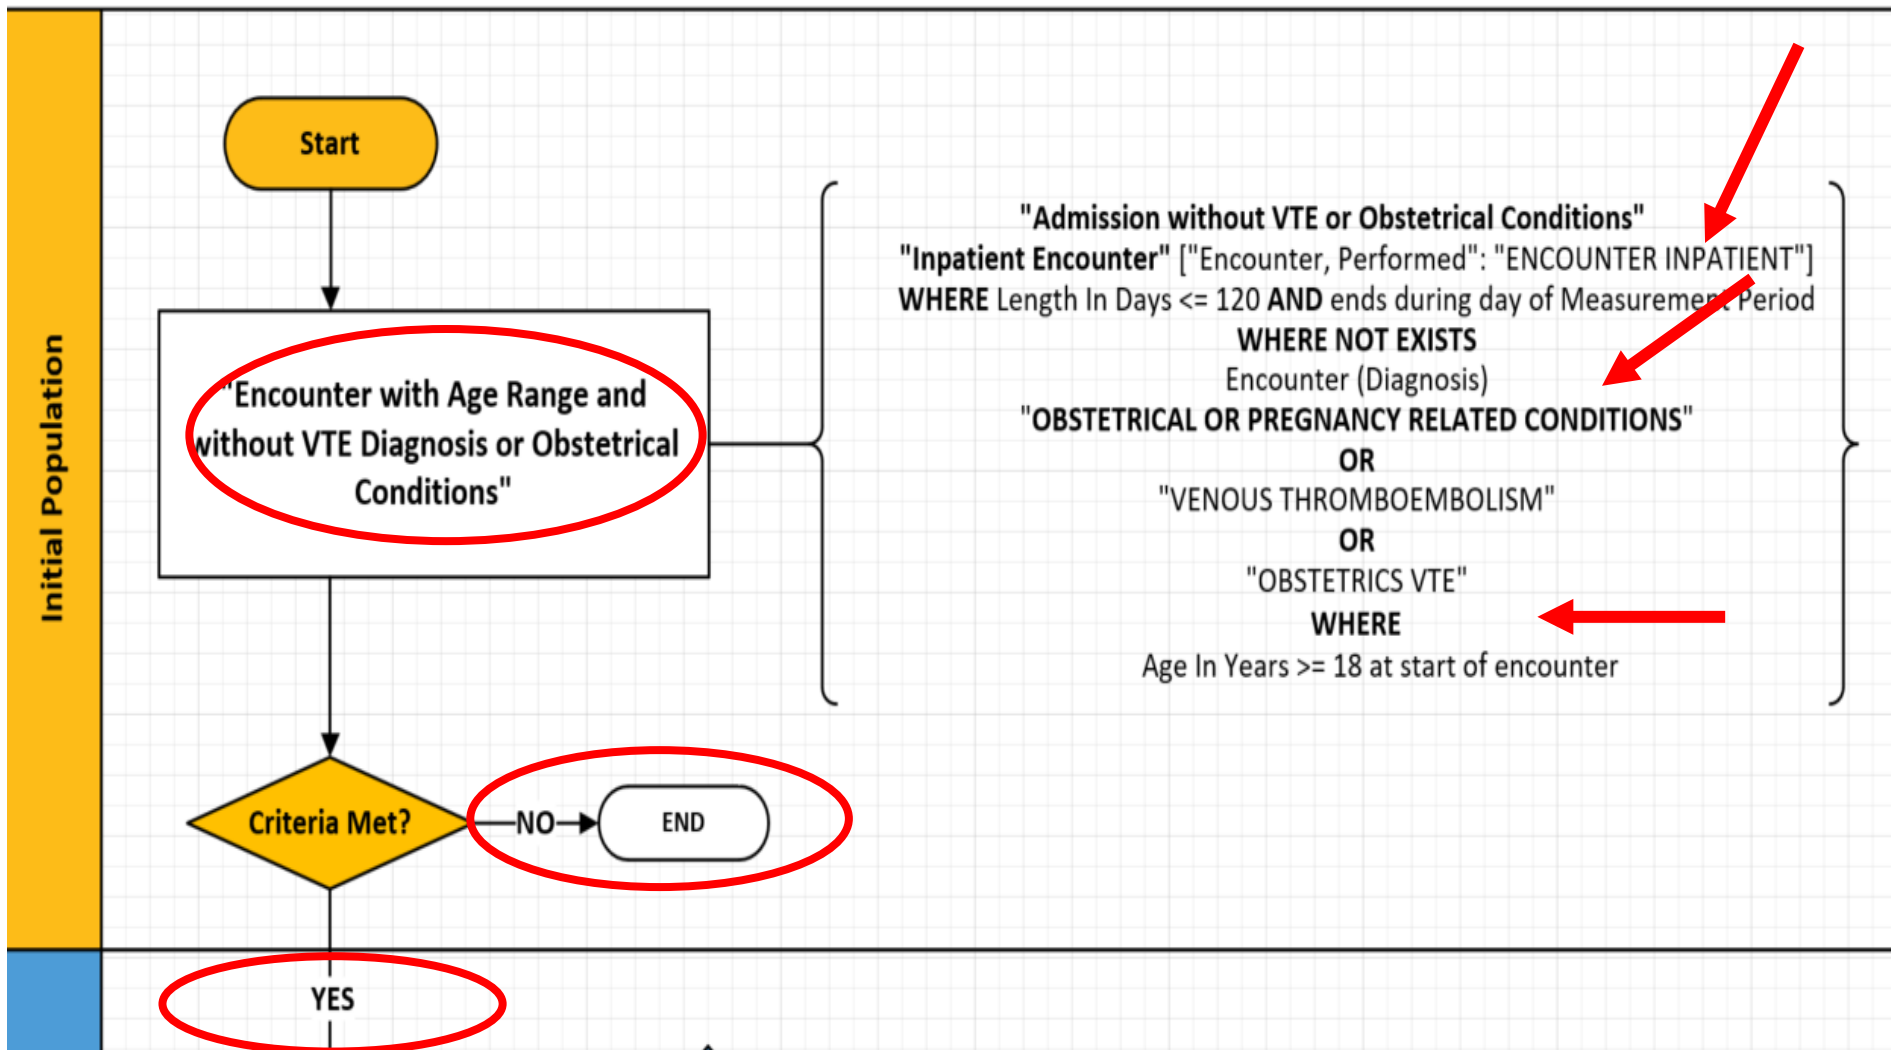 Initial Population
Start
"Encounter with Age Range and
without VTE Diagnosis or Obstetrical
Conditions"
"Admission without VTE or Obstetrical Conditions"
"Inpatient Encounter" ["Encounter, Performed": "ENCOUNTER INPATIENT"]
WHERE Length In Days <= 120 AND ends during day of Measurement Period
WHERE NOT EXISTS
Encounter (Diagnosis)
"OBSTETRICAL OR PREGNANCY RELATED CONDITIONS"
OR
"VENOUS THROMBOEMBOLISM"
OR
"OBSTETRICS VTE"
WHERE
Age In Years >= 18 at start of encounter
Criteria Met?
NO
END
YES